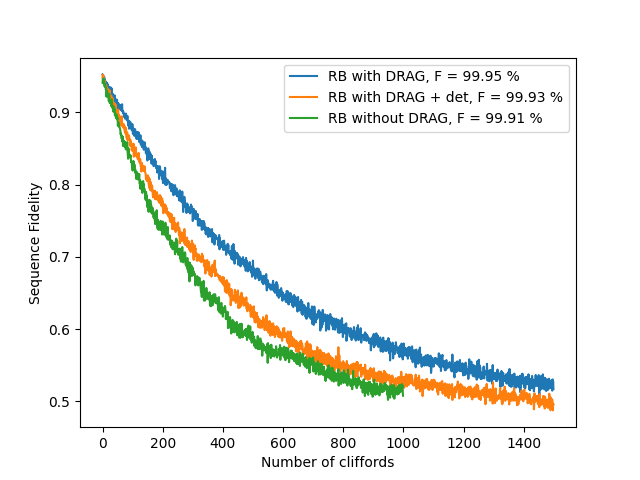 RB with DRAG, F = 99.95 %
RB with DRAG + det, F = 99.93 %
RB without DRAG, F = 99.91 %
Sequence Fidelity
0.9
0.8
0.7
0.6
0.5
0 200 400 600 800 1000 1200 1400
Number of cliffords